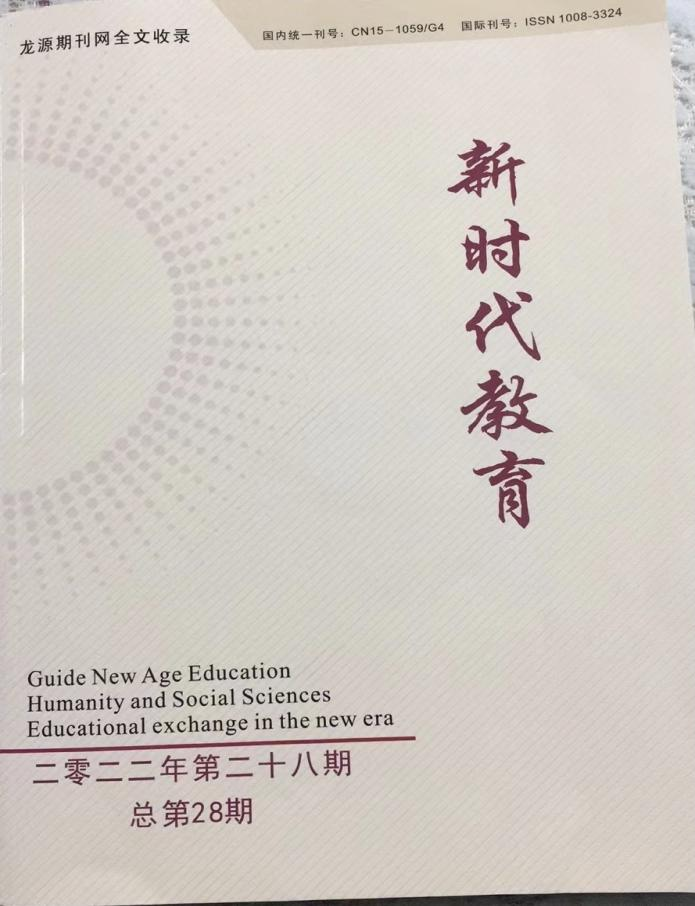 龙源期刊网全文收录
国内统一刊号：CN15－1059/G4 国际刊号：ISSN 1008-3324
新时代教育
Guide New Age Education
Humanity and Social Sciences
Educational exchange in the new era
二零二二年第二十八期
总第28期